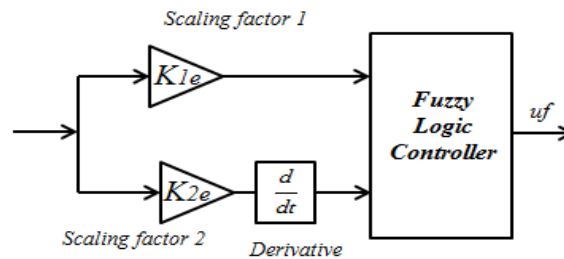 Scaling factor 1
K1e
Fuzzy
Logic
Controller
uf
K2e
d
dt
Scaling factor 2
Derivative